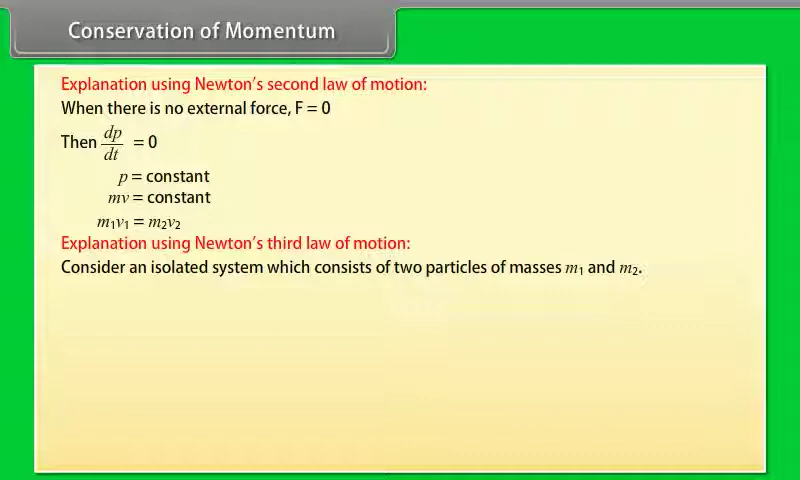 Conservation of Momentum
Explanation using Newton's second law of motion:
When there is no external force, F = 0
Then dp/dt = 0
p = constant
mv = constant
m₁v₁ = m₂v₂
Explanation using Newton's third law of motion:
Consider an isolated system which consists of two particles of masses m₁ and m₂.